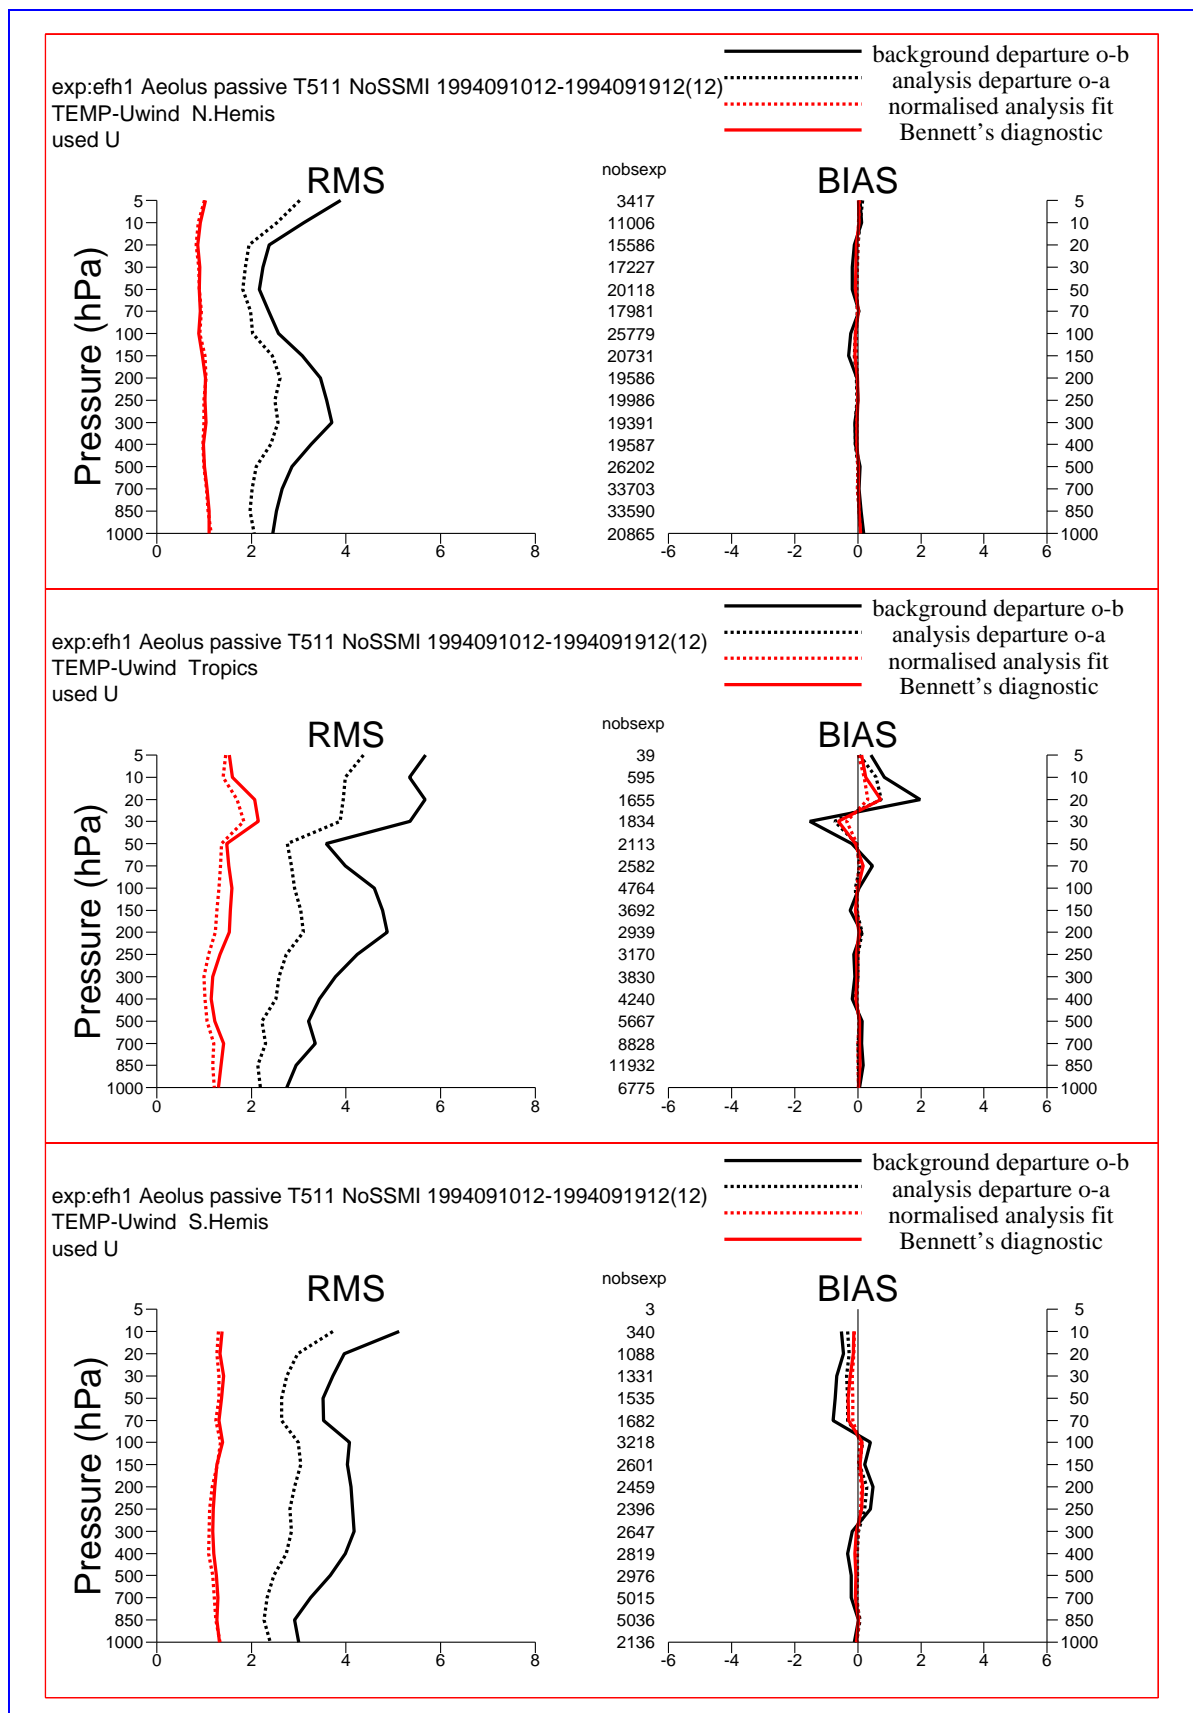 background departure o-b
analysis departure o-a
normalised analysis fit
Bennett's diagnostic
exp:efh1 Aeolus passive T511 NoSSMI 1994091012-1994091912(12)
TEMP-Uwind N.Hemis
used U
RMS
nobsexp
BIAS
Pressure (hPa)
5 3417 5
10 11006 10
20 15586 20
30 17227 30
50 20118 50
70 17981 70
100 25779 100
150 20731 150
200 19586 200
250 19986 250
300 19391 300
400 19587 400
500 26202 500
700 33703 700
850 33590 850
1000 20865 1000
0 2 4 6 8 -6 -4 -2 0 2 4 6
background departure o-b
analysis departure o-a
normalised analysis fit
Bennett's diagnostic
exp:efh1 Aeolus passive T511 NoSSMI 1994091012-1994091912(12)
TEMP-Uwind Tropics
used U
RMS
nobsexp
BIAS
Pressure (hPa)
5 39 5
10 595 10
20 1655 20
30 1834 30
50 2113 50
70 2582 70
100 4764 100
150 3692 150
200 2939 200
250 3170 250
300 3830 300
400 4240 400
500 5667 500
700 8828 700
850 11932 850
1000 6775 1000
0 2 4 6 8 -6 -4 -2 0 2 4 6
background departure o-b
analysis departure o-a
normalised analysis fit
Bennett's diagnostic
exp:efh1 Aeolus passive T511 NoSSMI 1994091012-1994091912(12)
TEMP-Uwind S.Hemis
used U
RMS
nobsexp
BIAS
Pressure (hPa)
5 3 5
10 340 10
20 1088 20
30 1331 30
50 1535 50
70 1682 70
100 3218 100
150 2601 150
200 2459 200
250 2396 250
300 2647 300
400 2819 400
500 2976 500
700 5015 700
850 5036 850
1000 2136 1000
0 2 4 6 8 -6 -4 -2 0 2 4 6